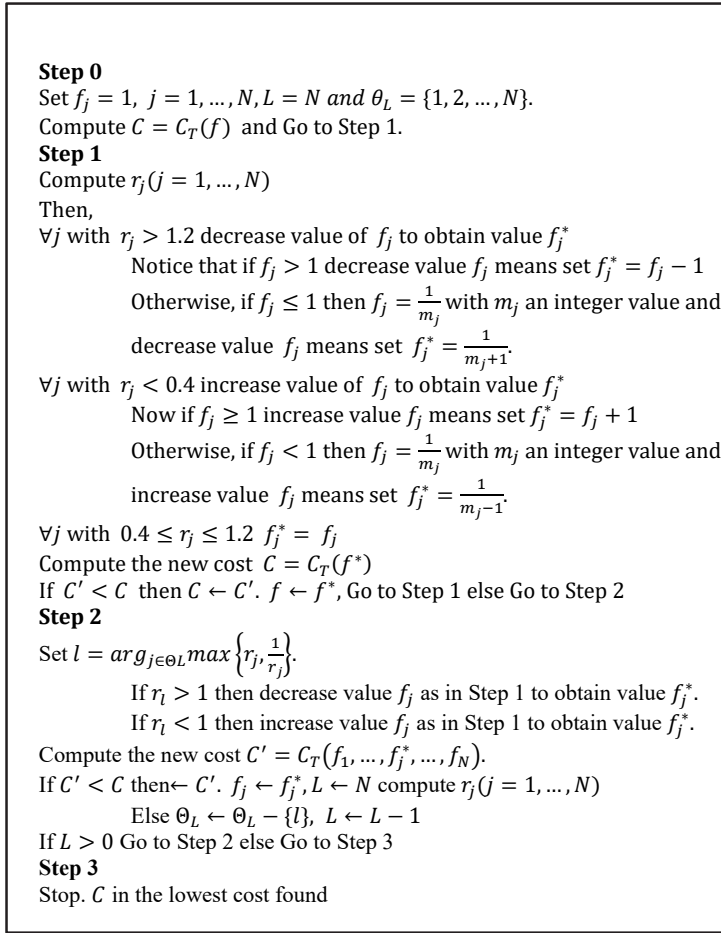 Step 0
Set f_j = 1, j = 1, … , N, L = N and θ_L = {1, 2, … , N}.
Compute C = C_T(f) and Go to Step 1.
Step 1
Compute r_j(j = 1, … , N)
Then,
∀j with r_j > 1.2 decrease value of f_j to obtain value f_j^*
Notice that if f_j > 1 decrease value f_j means set f_j^* = f_j − 1
Otherwise, if f_j ≤ 1 then f_j = 1/m_j with m_j an integer value and
decrease value f_j means set f_j^* = 1/(m_j+1).
∀j with r_j < 0.4 increase value of f_j to obtain value f_j^*
Now if f_j ≥ 1 increase value f_j means set f_j^* = f_j + 1
Otherwise, if f_j < 1 then f_j = 1/m_j with m_j an integer value and
increase value f_j means set f_j^* = 1/(m_j−1).
∀j with 0.4 ≤ r_j ≤ 1.2 f_j^* = f_j
Compute the new cost C = C_T(f^*)
If C′ < C then C ← C′. f ← f^*, Go to Step 1 else Go to Step 2
Step 2
Set l = arg_{j∈ΘL} max {r_j, 1/r_j}.
If r_l > 1 then decrease value f_j as in Step 1 to obtain value f_j^*.
If r_l < 1 then increase value f_j as in Step 1 to obtain value f_j^*.
Compute the new cost C′ = C_T(f_1, … , f_j^*, … , f_N).
If C′ < C then← C′. f_j ← f_j^*, L ← N compute r_j(j = 1, … , N)
Else Θ_L ← Θ_L − {l}, L ← L − 1
If L > 0 Go to Step 2 else Go to Step 3
Step 3
Stop. C in the lowest cost found